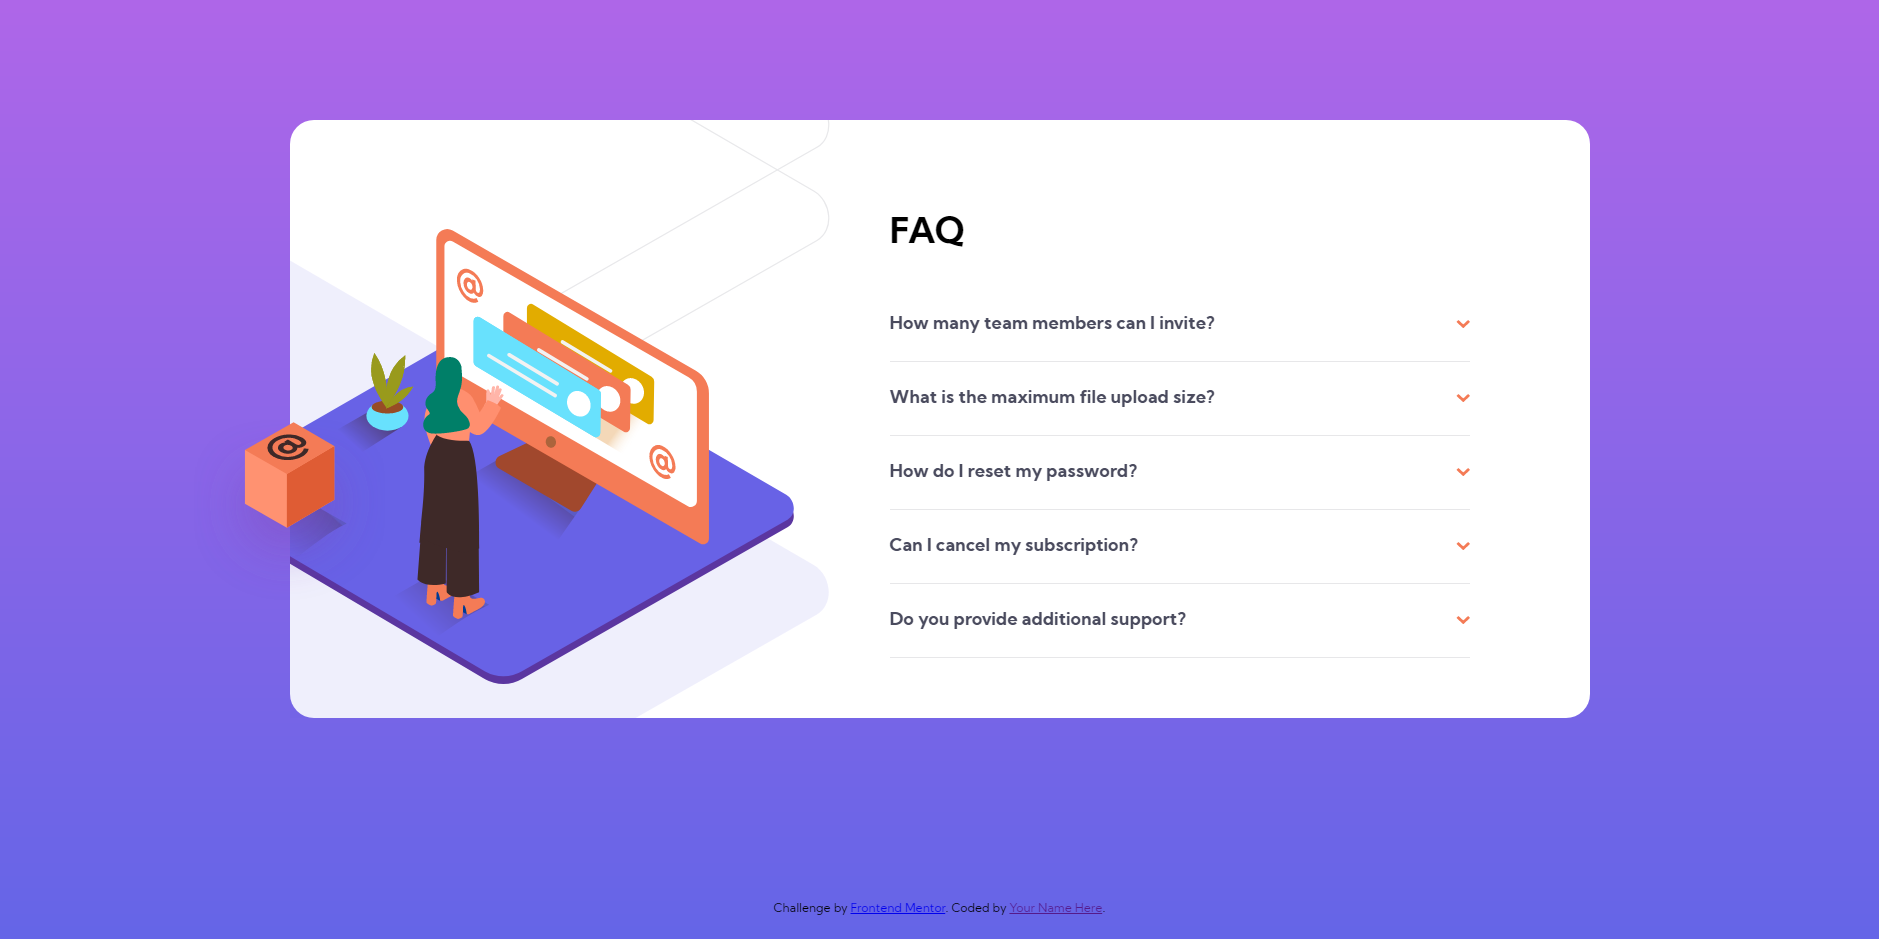 FAQ
How many team members can I invite?
What is the maximum file upload size?
How do I reset my password?
Can I cancel my subscription?
Do you provide additional support?
@
@
@
Challenge by Frontend Mentor. Coded by Your Name Here.